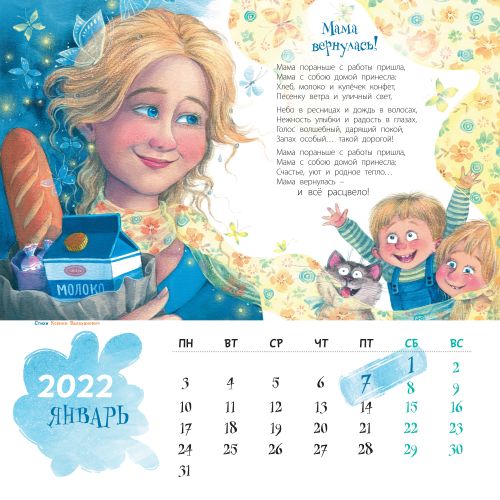 Мама
вернулась!
Мама пораньше с работы пришла,
Мама с собою домой принесла:
Хлеб, молоко и кулёчек конфет,
Песенку ветра и уличный свет,
Небо в ресницах и дождь в волосах,
Нежность улыбки и радость в глазах,
Голос волшебный, дарящий покой,
Запах особый... такой дорогой!
Мама пораньше с работы пришла,
Мама с собою домой принесла:
Счастье, уют и родное тепло...
Мама вернулась –
и всё расцвело!
МОЛОКО
Стихи Ксении Валаханович
2022
ЯНВАРЬ
ПН ВТ СР ЧТ ПТ СБ ВС
1 2
3 4 5 6 7 8 9
10 11 12 13 14 15 16
17 18 19 20 21 22 23
24 25 26 27 28 29 30
31